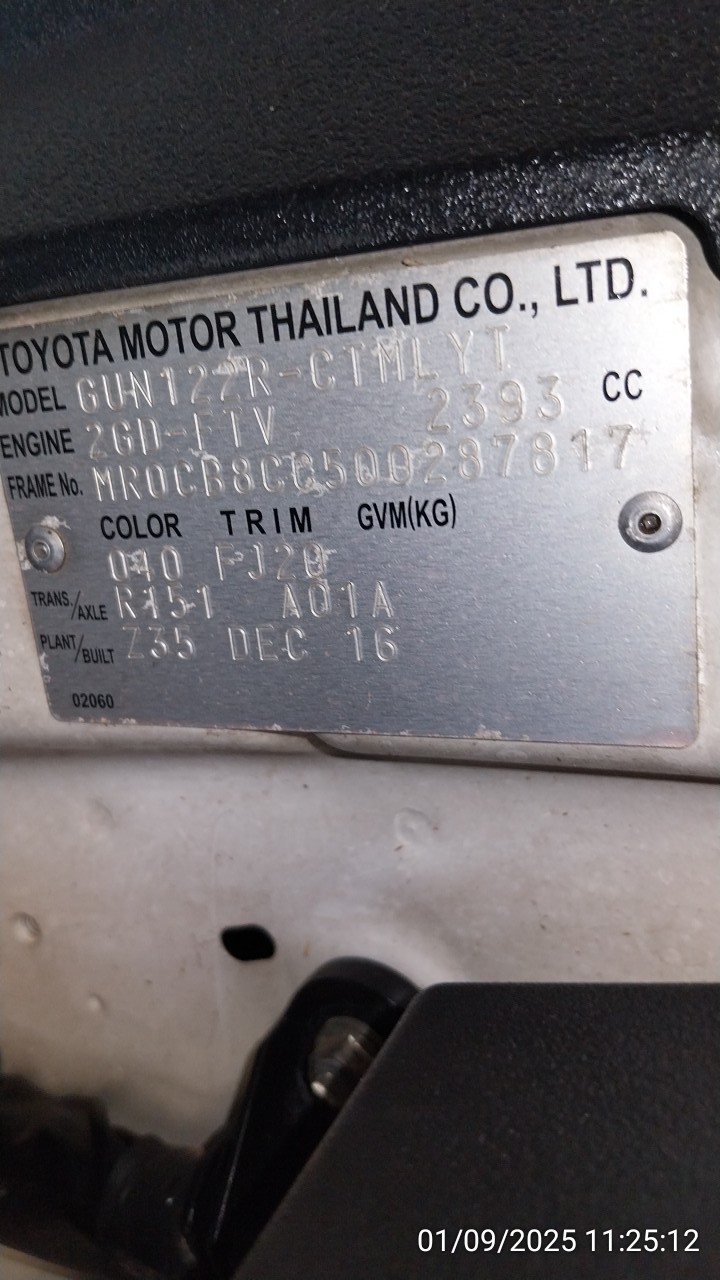 TOYOTA MOTOR THAILAND CO., LTD.
MODEL GUN122R-CTMLYT
ENGINE 2GD-FTV 2393 CC
FRAME No. MR0CB8CC500287817
COLOR TRIM GVM(KG)
040 FJ20
TRANS./AXLE R151 A01A
PLANT/BUILT Z35 DEC 16
02060
01/09/2025 11:25:12